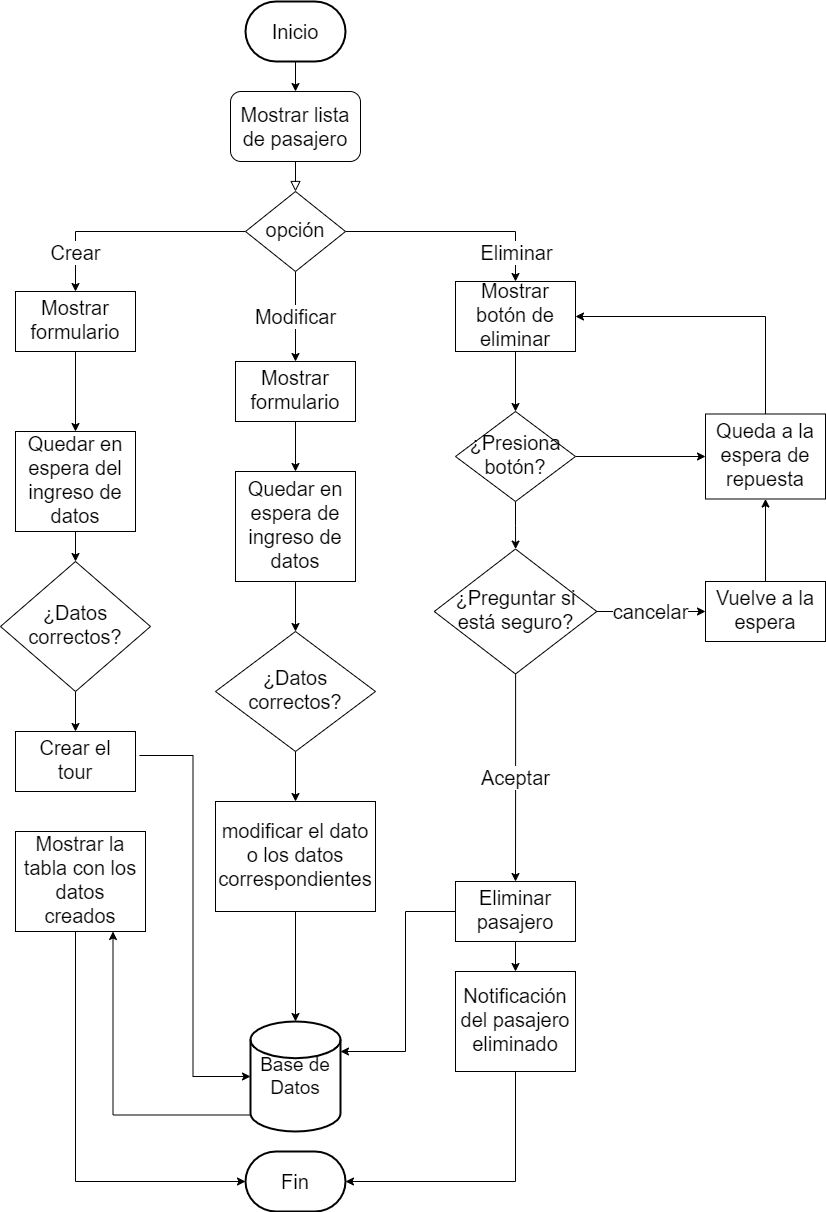 Inicio
Mostrar lista
de pasajero
opción
Crear
Mostrar
formulario
Quedar en
espera del
ingreso de
datos
¿Datos
correctos?
Crear el
tour
Mostrar la
tabla con los
datos
creados
Modificar
Mostrar
formulario
Quedar en
espera de
ingreso de
datos
¿Datos
correctos?
modificar el dato
o los datos
correspondientes
Base de
Datos
Eliminar
Mostrar
botón de
eliminar
¿Presiona
botón?
Queda a la
espera de
repuesta
¿Preguntar si
está seguro?
cancelar
Vuelve a la
espera
Aceptar
Eliminar
pasajero
Notificación
del pasajero
eliminado
Fin